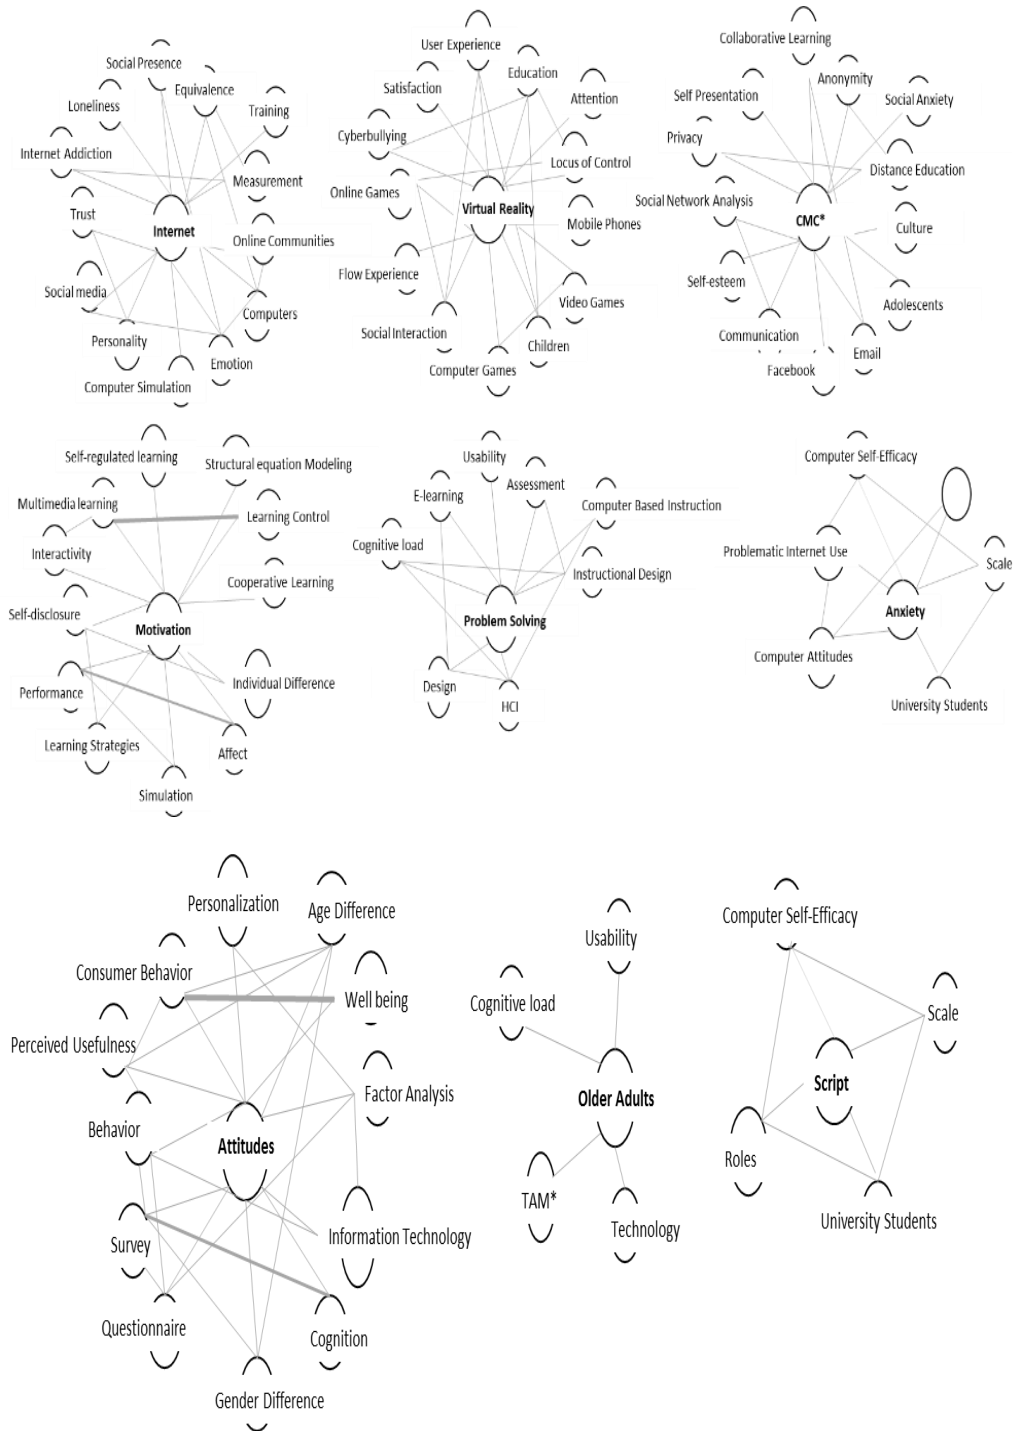 Social Presence
Equivalence
Loneliness
Training
Internet Addiction
Measurement
Trust
Internet
Online Communities
Social media
Computers
Personality
Emotion
Computer Simulation
User Experience
Education
Satisfaction
Attention
Cyberbullying
Locus of Control
Online Games
Virtual Reality
Mobile Phones
Flow Experience
Video Games
Social Interaction
Children
Computer Games
Collaborative Learning
Anonymity
Self Presentation
Social Anxiety
Privacy
Distance Education
Social Network Analysis
CMC*
Culture
Self-esteem
Adolescents
Communication
Email
Facebook
Self-regulated learning
Structural equation Modeling
Multimedia learning
Learning Control
Interactivity
Cooperative Learning
Self-disclosure
Motivation
Individual Difference
Performance
Learning Strategies
Affect
Simulation
Usability
Assessment
E-learning
Computer Based Instruction
Cognitive load
Instructional Design
Problem Solving
Design
HCI
Computer Self-Efficacy
Problematic Internet Use
Scale
Anxiety
Computer Attitudes
University Students
Personalization
Age Difference
Consumer Behavior
Well being
Perceived Usefulness
Factor Analysis
Behavior
Attitudes
Survey
Information Technology
Questionnaire
Cognition
Gender Difference
Usability
Cognitive load
Older Adults
TAM*
Technology
Computer Self-Efficacy
Scale
Script
Roles
University Students